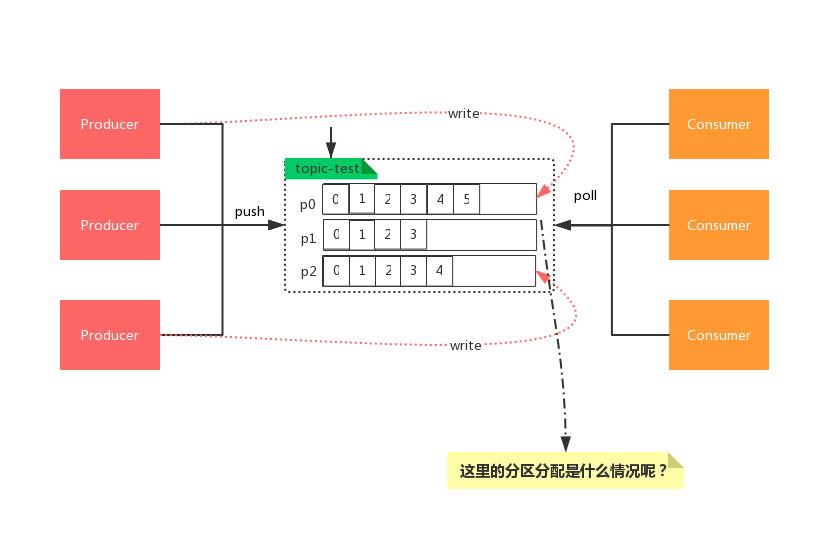 write
Producer
Consumer
topic-test
p0 0 1 2 3 4 5
Producer
push
poll
Consumer
p1 0 1 2 3
p2 0 1 2 3 4
Producer
Consumer
write
这里的分区分配是什么情况呢？